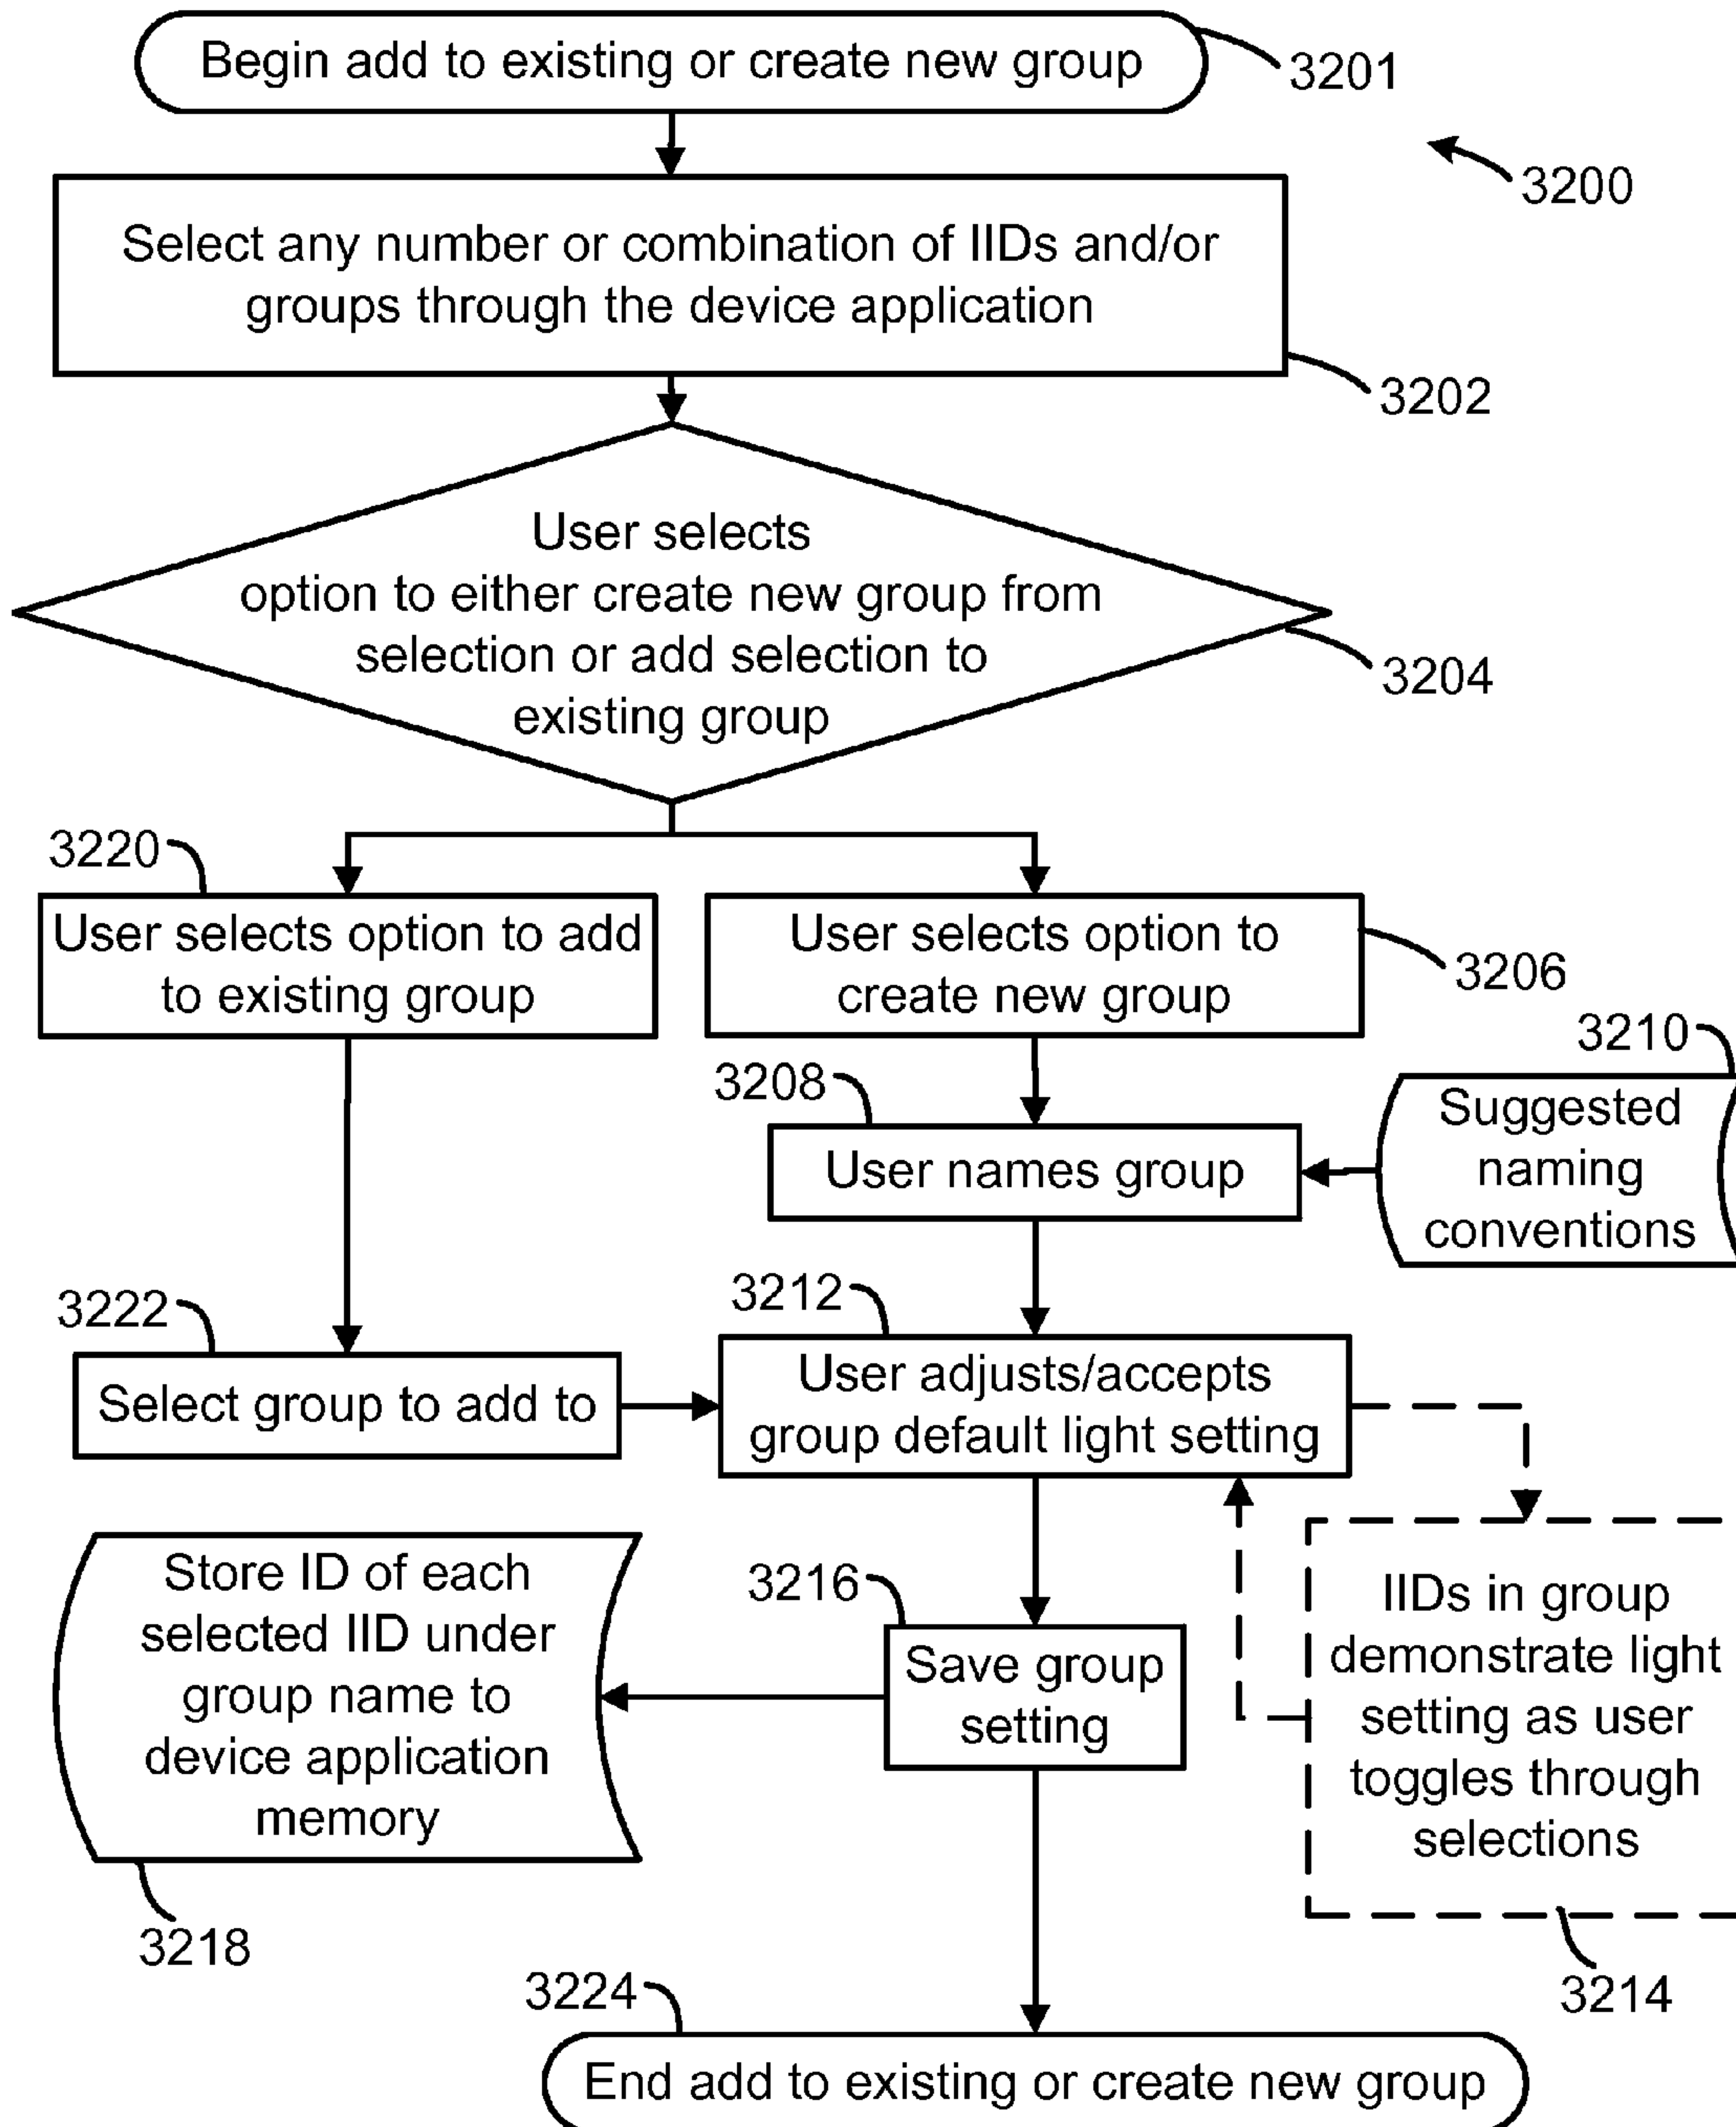 Begin add to existing or create new group
3201
3200
Select any number or combination of IIDs and/or
groups through the device application
3202
User selects
option to either create new group from
selection or add selection to
existing group
3204
3220
User selects option to add
to existing group
User selects option to
create new group
3206
3210
3208
Suggested
naming
conventions
User names group
3222
3212
Select group to add to
User adjusts/accepts
group default light setting
Store ID of each
selected IID under
group name to
device application
memory
3216
Save group
setting
IIDs in group
demonstrate light
setting as user
toggles through
selections
3218
3224
3214
End add to existing or create new group